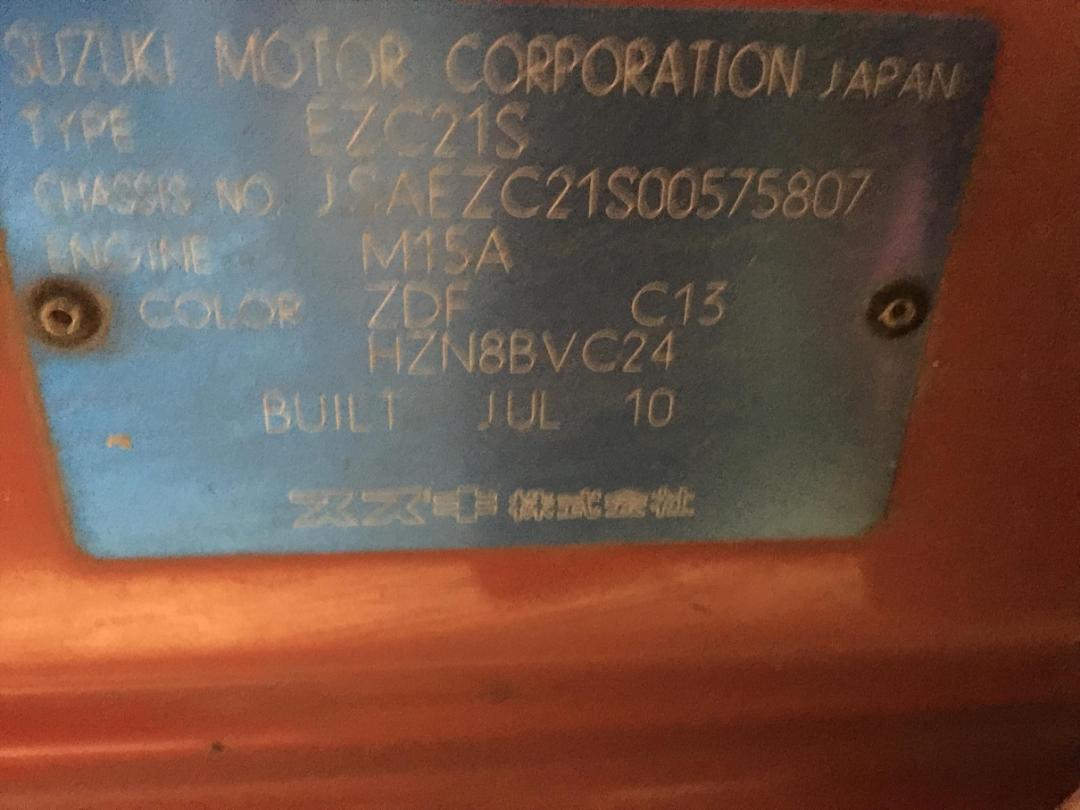 SUZUKI MOTOR CORPORATION JAPAN
TYPE EZC21S
CHASSIS NO. JSAEZC21S00575807
ENGINE M15A
COLOR ZDF C13
HZN8BVC24
BUILT JUL 10
スズキ株式会社